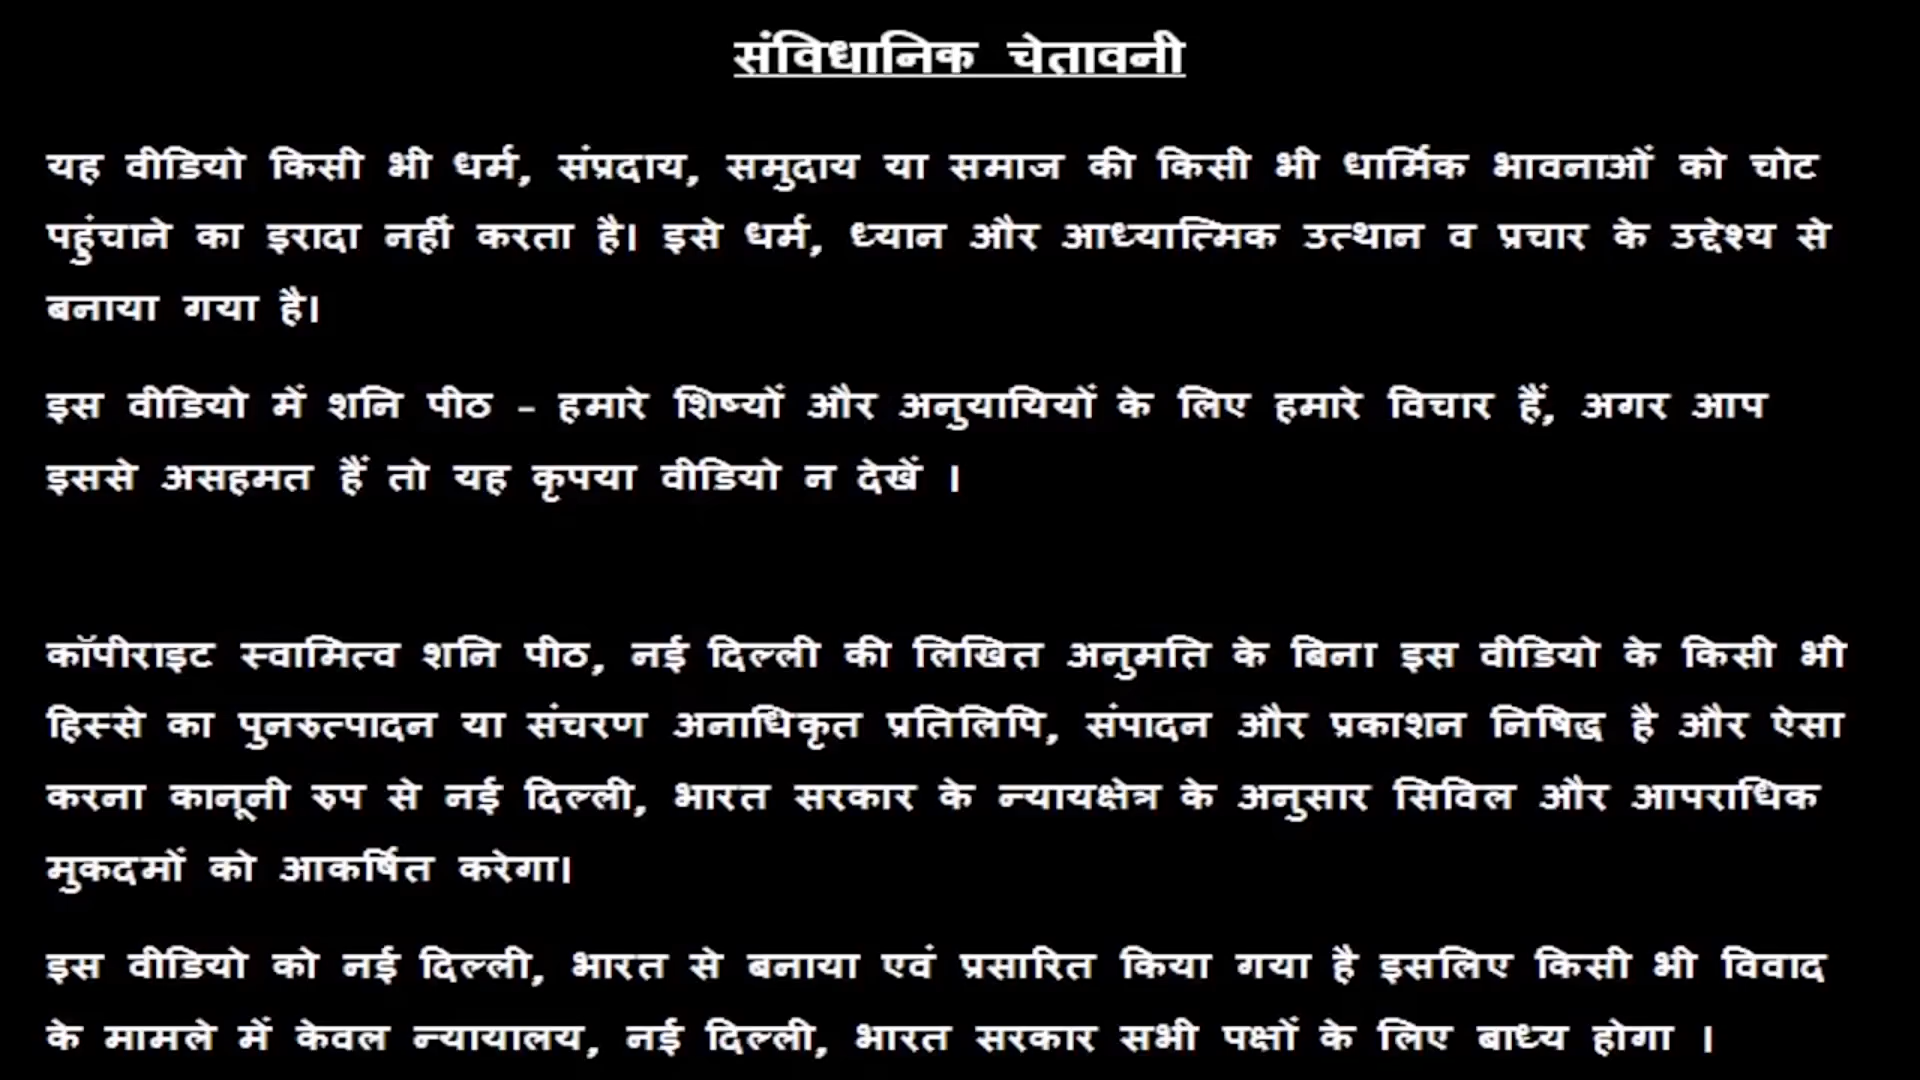 संविधानिक चेतावनी
यह वीडियो किसी भी धर्म, संप्रदाय, समुदाय या समाज की किसी भी धार्मिक भावनाओं को चोट
पहुंचाने का इरादा नहीं करता है। इसे धर्म, ध्यान और आध्यात्मिक उत्थान व प्रचार के उद्देश्य से
बनाया गया है।
इस वीडियो में शनि पीठ - हमारे शिष्यों और अनुयायियों के लिए हमारे विचार हैं, अगर आप
इससे असहमत हैं तो यह कृपया वीडियो न देखें ।
कॉपीराइट स्वामित्व शनि पीठ, नई दिल्ली की लिखित अनुमति के बिना इस वीडियो के किसी भी
हिस्से का पुनरुत्पादन या संचरण अनाधिकृत प्रतिलिपि, संपादन और प्रकाशन निषिद्ध है और ऐसा
करना कानूनी रुप से नई दिल्ली, भारत सरकार के न्यायक्षेत्र के अनुसार सिविल और आपराधिक
मुकदमों को आकर्षित करेगा।
इस वीडियो को नई दिल्ली, भारत से बनाया एवं प्रसारित किया गया है इसलिए किसी भी विवाद
के मामले में केवल न्यायालय, नई दिल्ली, भारत सरकार सभी पक्षों के लिए बाध्य होगा ।